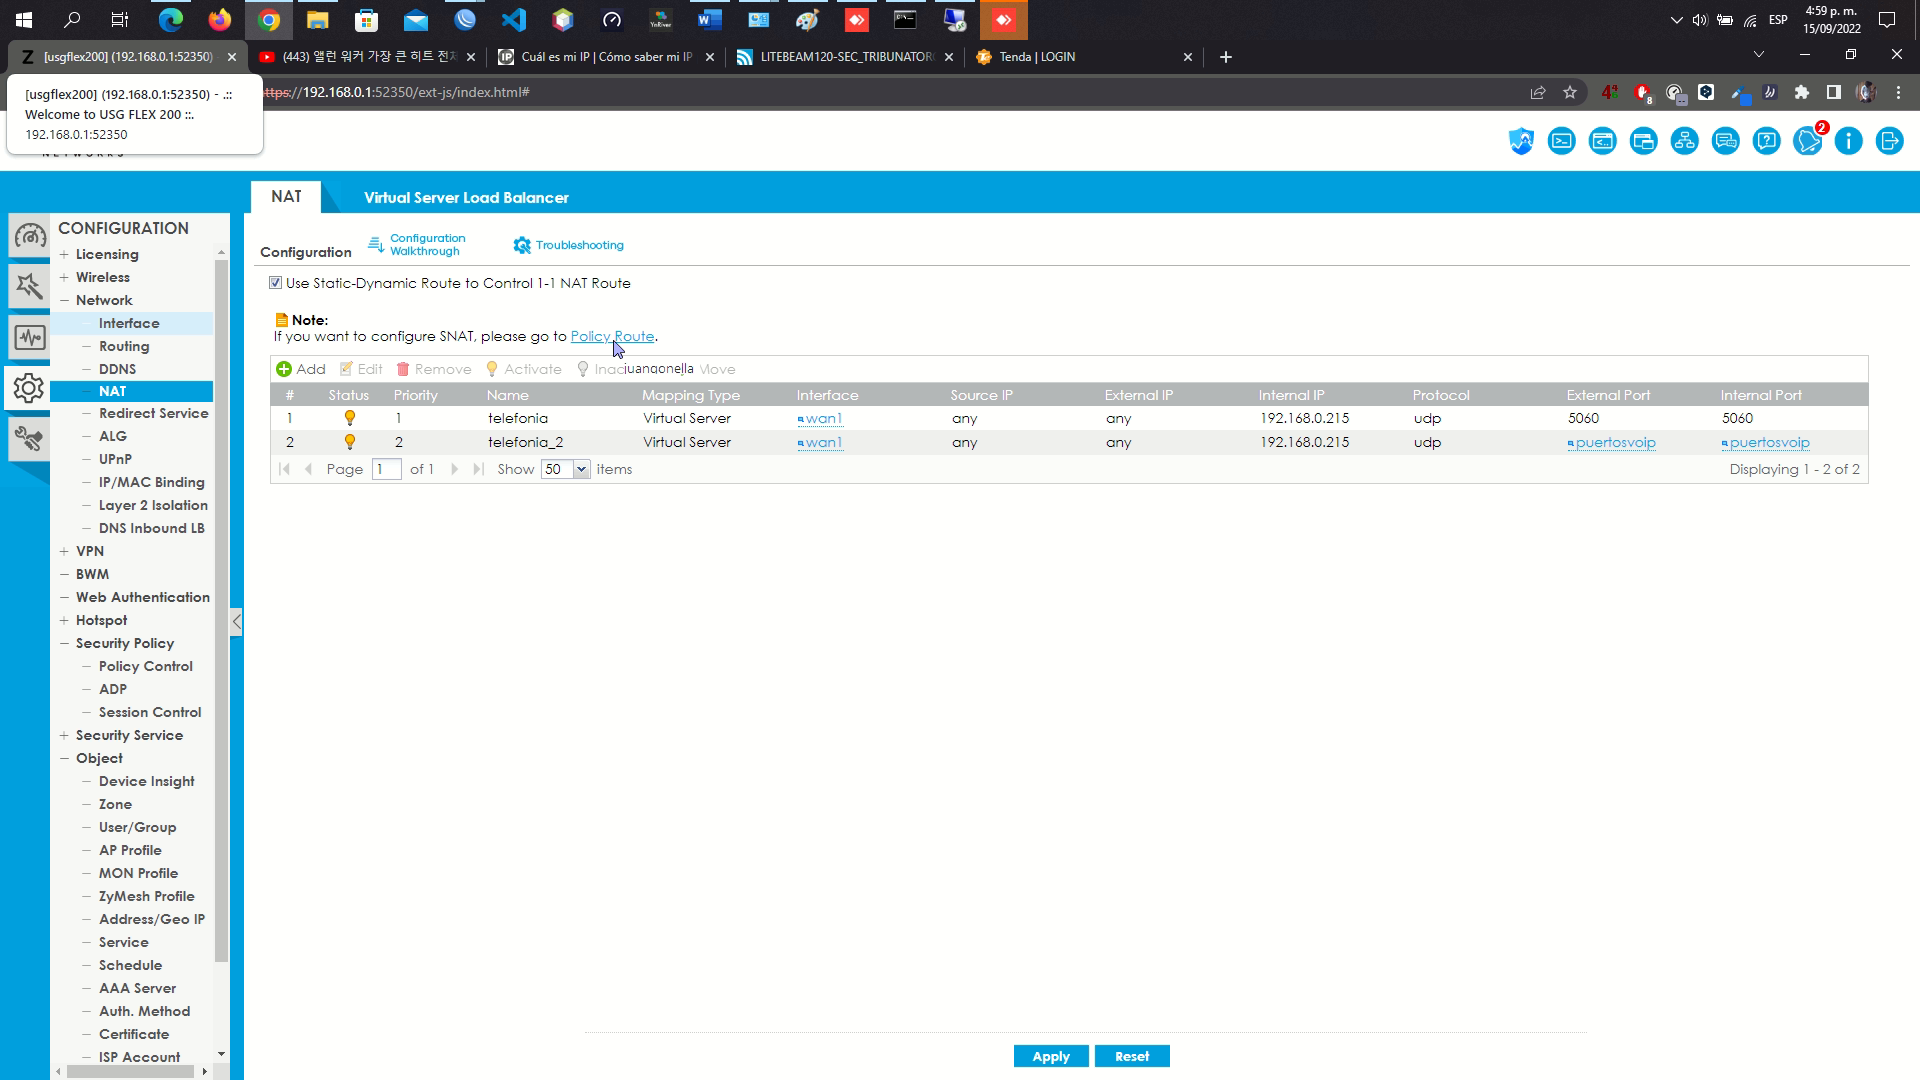 4:59 p. m.
ESP
15/09/2022
[usgflex200] (192.168.0.1:52350)
(443) 앨런 워커 가장 큰 히트 전체
Cuál es mi IP | Cómo saber mi IP
LITEBEAM120-SEC_TRIBUNATOR
Tenda | LOGIN
[usgflex200] (192.168.0.1:52350) - .::
Welcome to USG FLEX 200 ::.
192.168.0.1:52350
https://192.168.0.1:52350/ext-js/index.html#
8
2
NETWORKS
NAT
Virtual Server Load Balancer
CONFIGURATION
Licensing
Wireless
Network
Interface
Routing
DDNS
NAT
Redirect Service
ALG
UPnP
IP/MAC Binding
Layer 2 Isolation
DNS Inbound LB
VPN
BWM
Web Authentication
Hotspot
Security Policy
Policy Control
ADP
Session Control
Security Service
Object
Device Insight
Zone
User/Group
AP Profile
MON Profile
ZyMesh Profile
Address/Geo IP
Service
Schedule
AAA Server
Auth. Method
Certificate
ISP Account
Configuration
Configuration
Walkthrough
Troubleshooting
Use Static-Dynamic Route to Control 1-1 NAT Route
Note:
If you want to configure SNAT, please go to Policy Route.
Add Edit Remove Activate juangonella Move
# Status Priority Name Mapping Type Interface Source IP External IP Internal IP Protocol External Port Internal Port
1 1 telefonia Virtual Server wan1 any any 192.168.0.215 udp 5060 5060
2 2 telefonia_2 Virtual Server wan1 any any 192.168.0.215 udp puertosvoip puertosvoip
Page 1 of 1 Show 50 items Displaying 1 - 2 of 2
Apply Reset